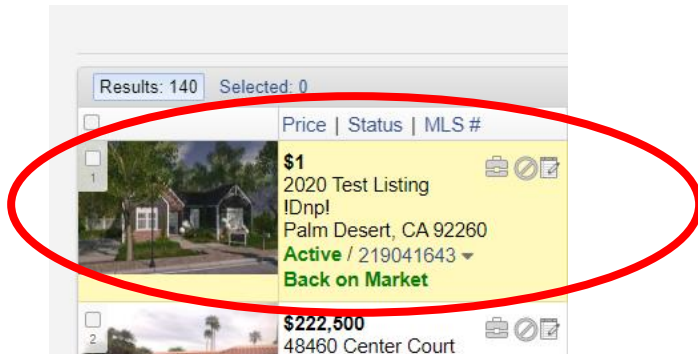 Results: 140 Selected: 0
Price | Status | MLS #
1
$1
2020 Test Listing
!Dnp!
Palm Desert, CA 92260
Active / 219041643
Back on Market
2
$222,500
48460 Center Court